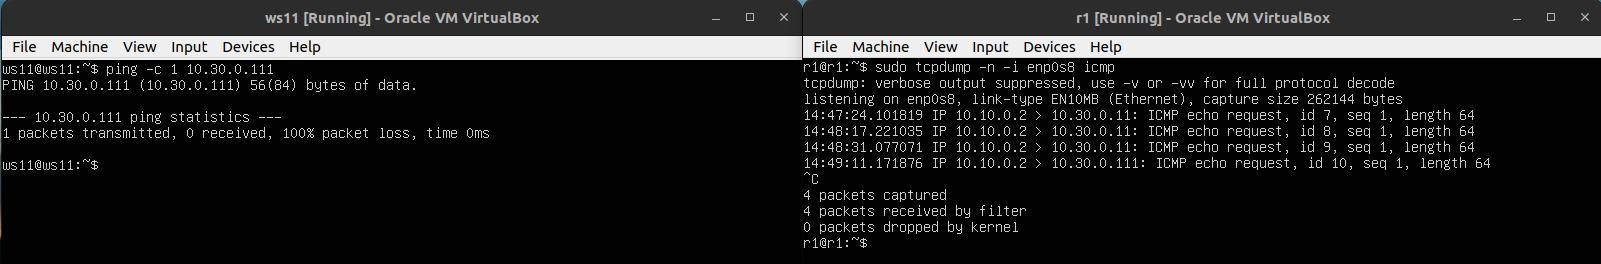 ws11 [Running] - Oracle VM VirtualBox
File Machine View Input Devices Help
ws11@ws11:~$ ping -c 1 10.30.0.111
PING 10.30.0.111 (10.30.0.111) 56(84) bytes of data.
--- 10.30.0.111 ping statistics ---
1 packets transmitted, 0 received, 100% packet loss, time 0ms
ws11@ws11:~$
r1 [Running] - Oracle VM VirtualBox
File Machine View Input Devices Help
r1@r1:~$ sudo tcpdump -n -i enp0s8 icmp
tcpdump: verbose output suppressed, use -v or -vv for full protocol decode
listening on enp0s8, link-type EN10MB (Ethernet), capture size 262144 bytes
14:47:24.101819 IP 10.10.0.2 > 10.30.0.11: ICMP echo request, id 7, seq 1, length 64
14:48:17.221035 IP 10.10.0.2 > 10.30.0.11: ICMP echo request, id 8, seq 1, length 64
14:48:31.077071 IP 10.10.0.2 > 10.30.0.11: ICMP echo request, id 9, seq 1, length 64
14:49:11.171876 IP 10.10.0.2 > 10.30.0.111: ICMP echo request, id 10, seq 1, length 64
^C
4 packets captured
4 packets received by filter
0 packets dropped by kernel
r1@r1:~$